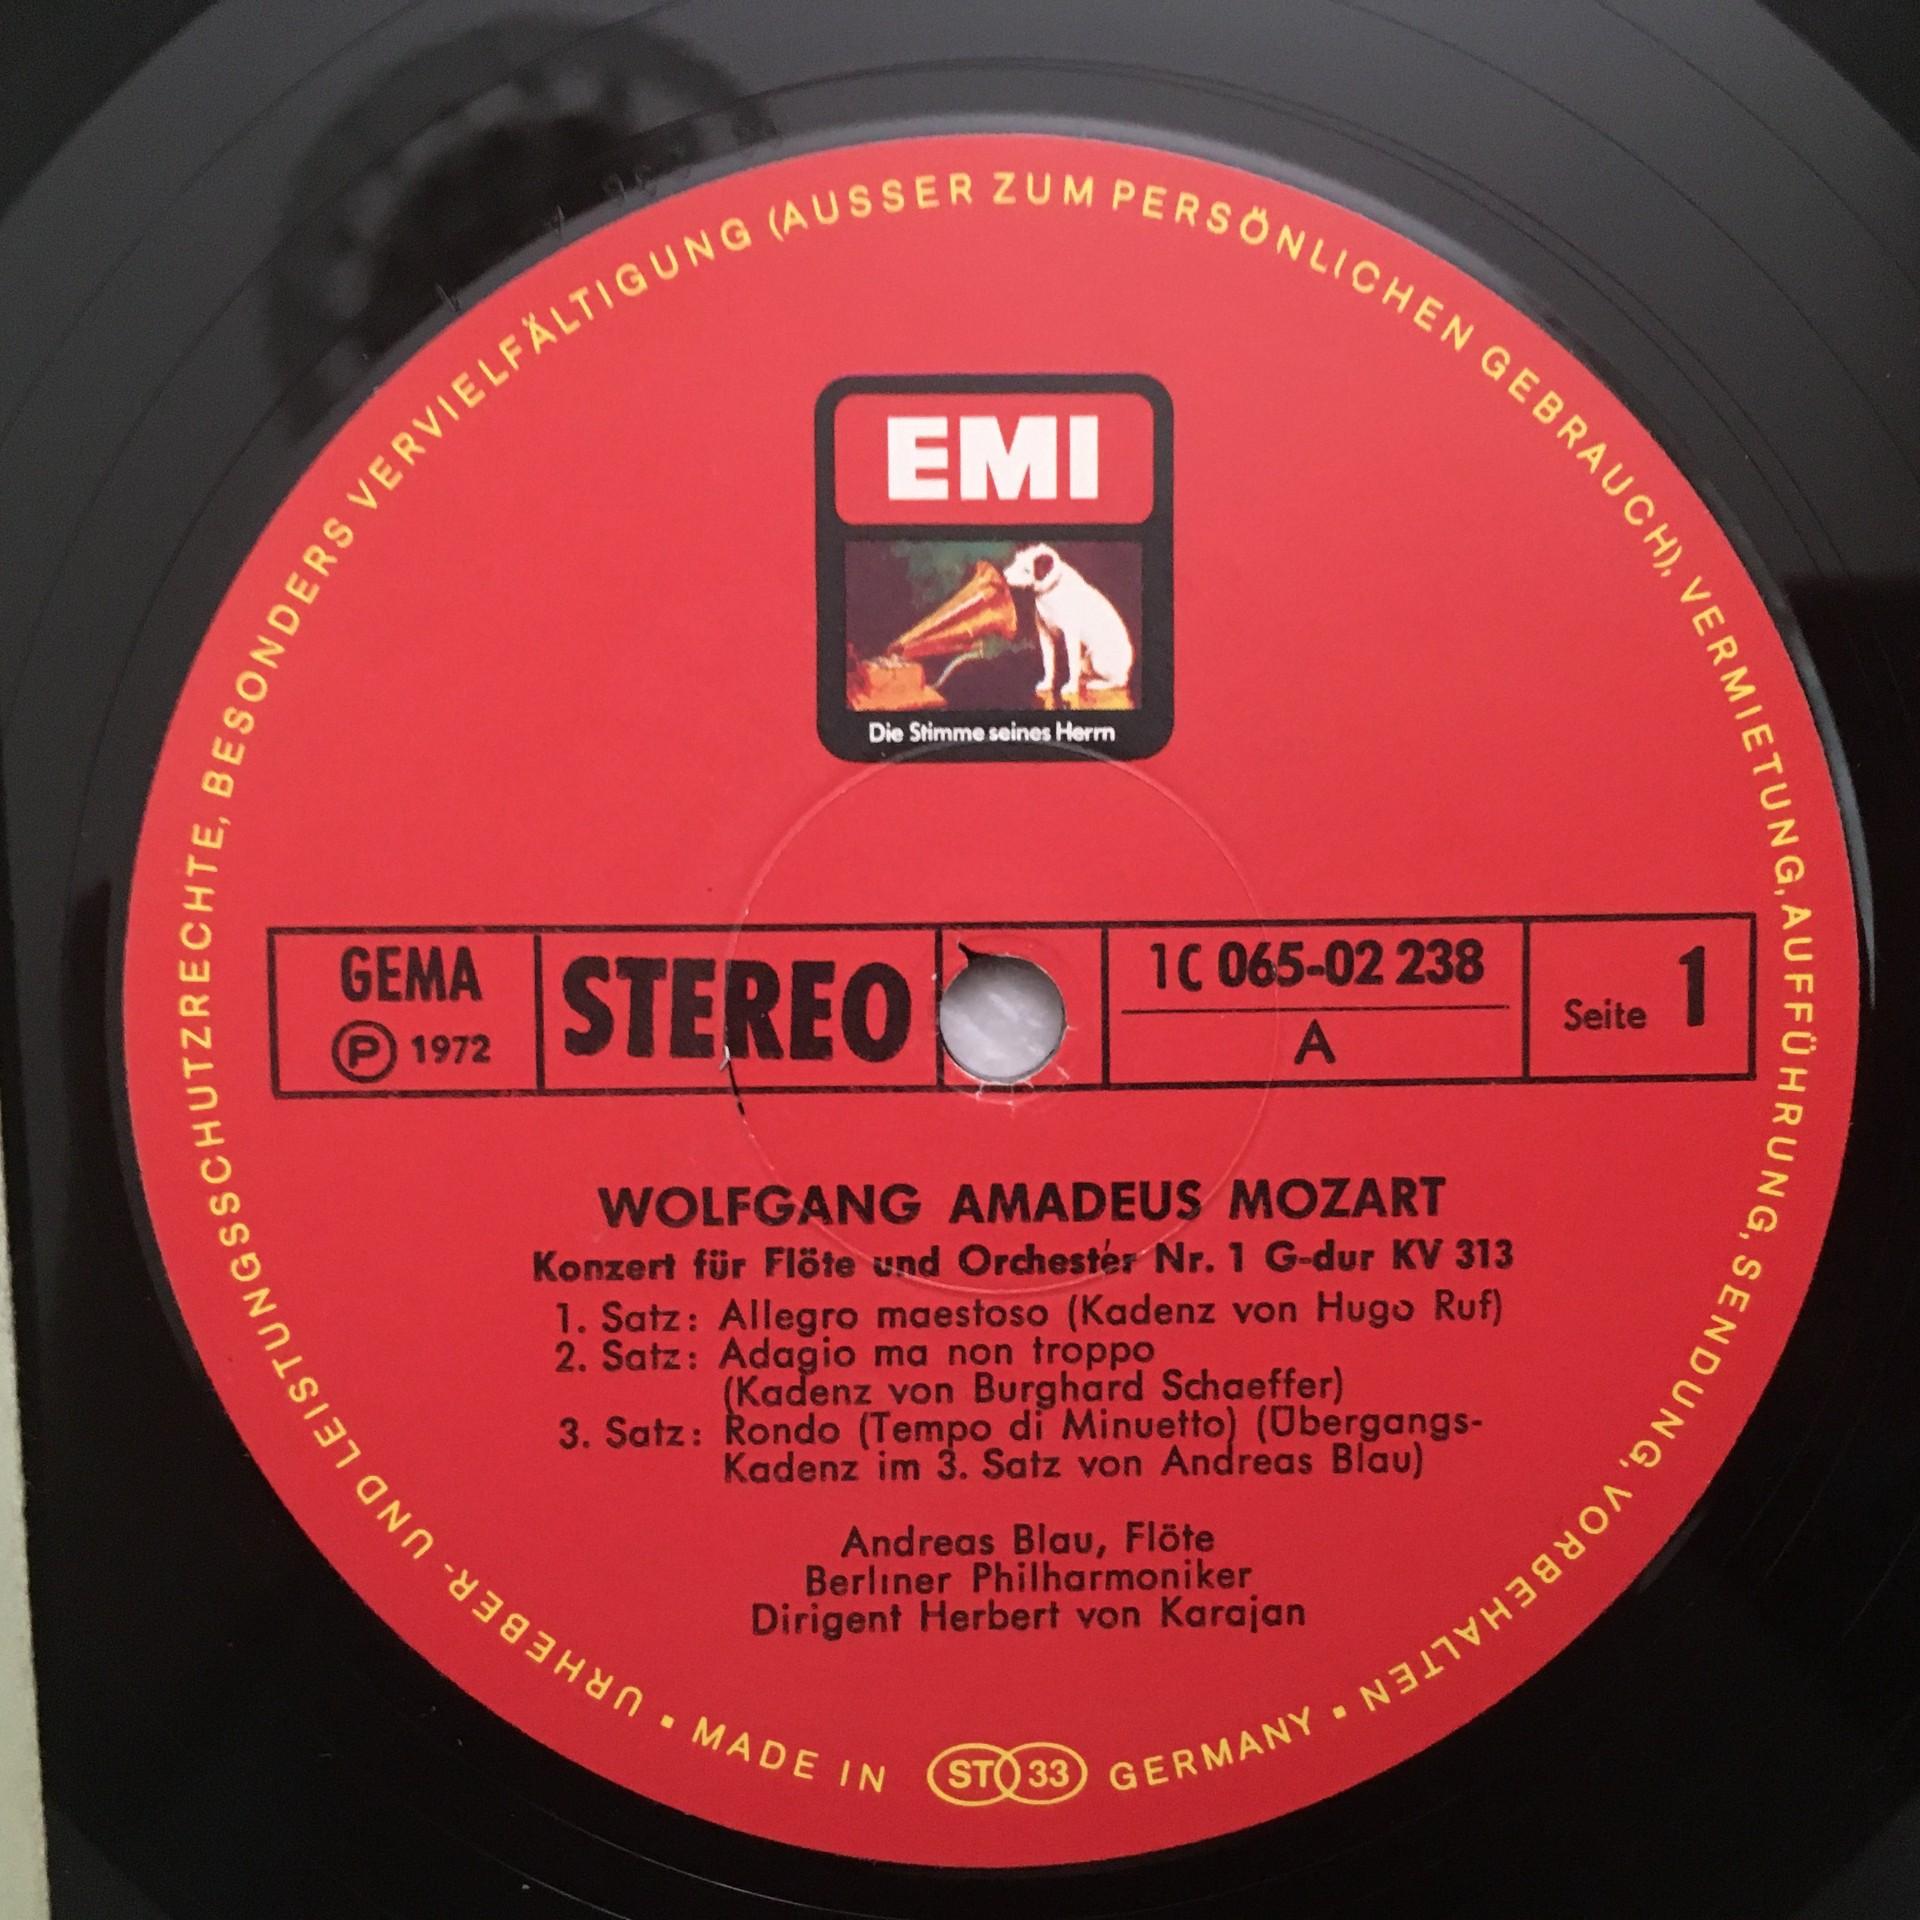 URHEBER- UND LEISTUNGSSCHUTZRECHTE, BESONDERS VERVIELFÄLTIGUNG (AUSSER ZUM PERSÖNLICHEN GEBRAUCH), VERMIETUNG, AUFFÜHRUNG, SENDUNG, VORBEHALTEN •
EMI
Die Stimme seines Herrn
GEMA
Ⓟ 1972
STEREO
1C 065-02 238
A
Seite 1
WOLFGANG AMADEUS MOZART
Konzert für Flöte und Orchester Nr. 1 G-dur KV 313
1. Satz: Allegro maestoso (Kadenz von Hugo Ruf)
2. Satz: Adagio ma non troppo
(Kadenz von Burghard Schaeffer)
3. Satz: Rondo (Tempo di Minuetto) (Übergangs-
Kadenz im 3. Satz von Andreas Blau)
Andreas Blau, Flöte
Berliner Philharmoniker
Dirigent Herbert von Karajan
• MADE IN ST 33 GERMANY